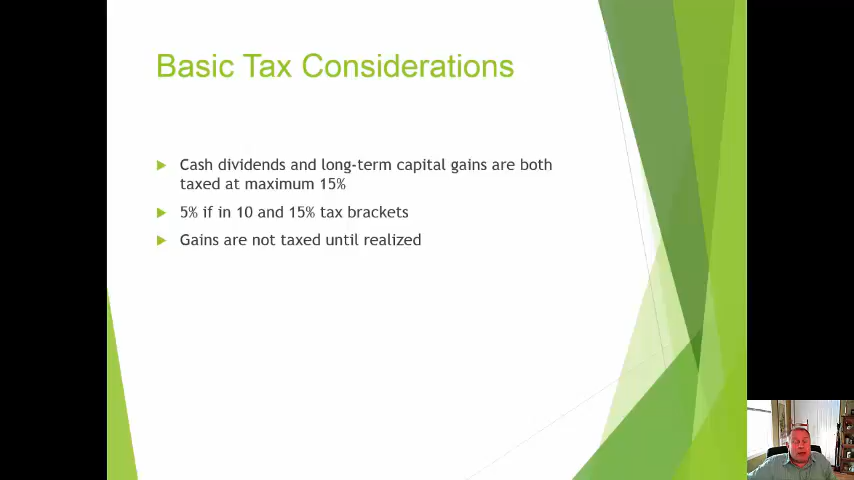 Basic Tax Considerations
Cash dividends and long-term capital gains are both
taxed at maximum 15%
5% if in 10 and 15% tax brackets
Gains are not taxed until realized